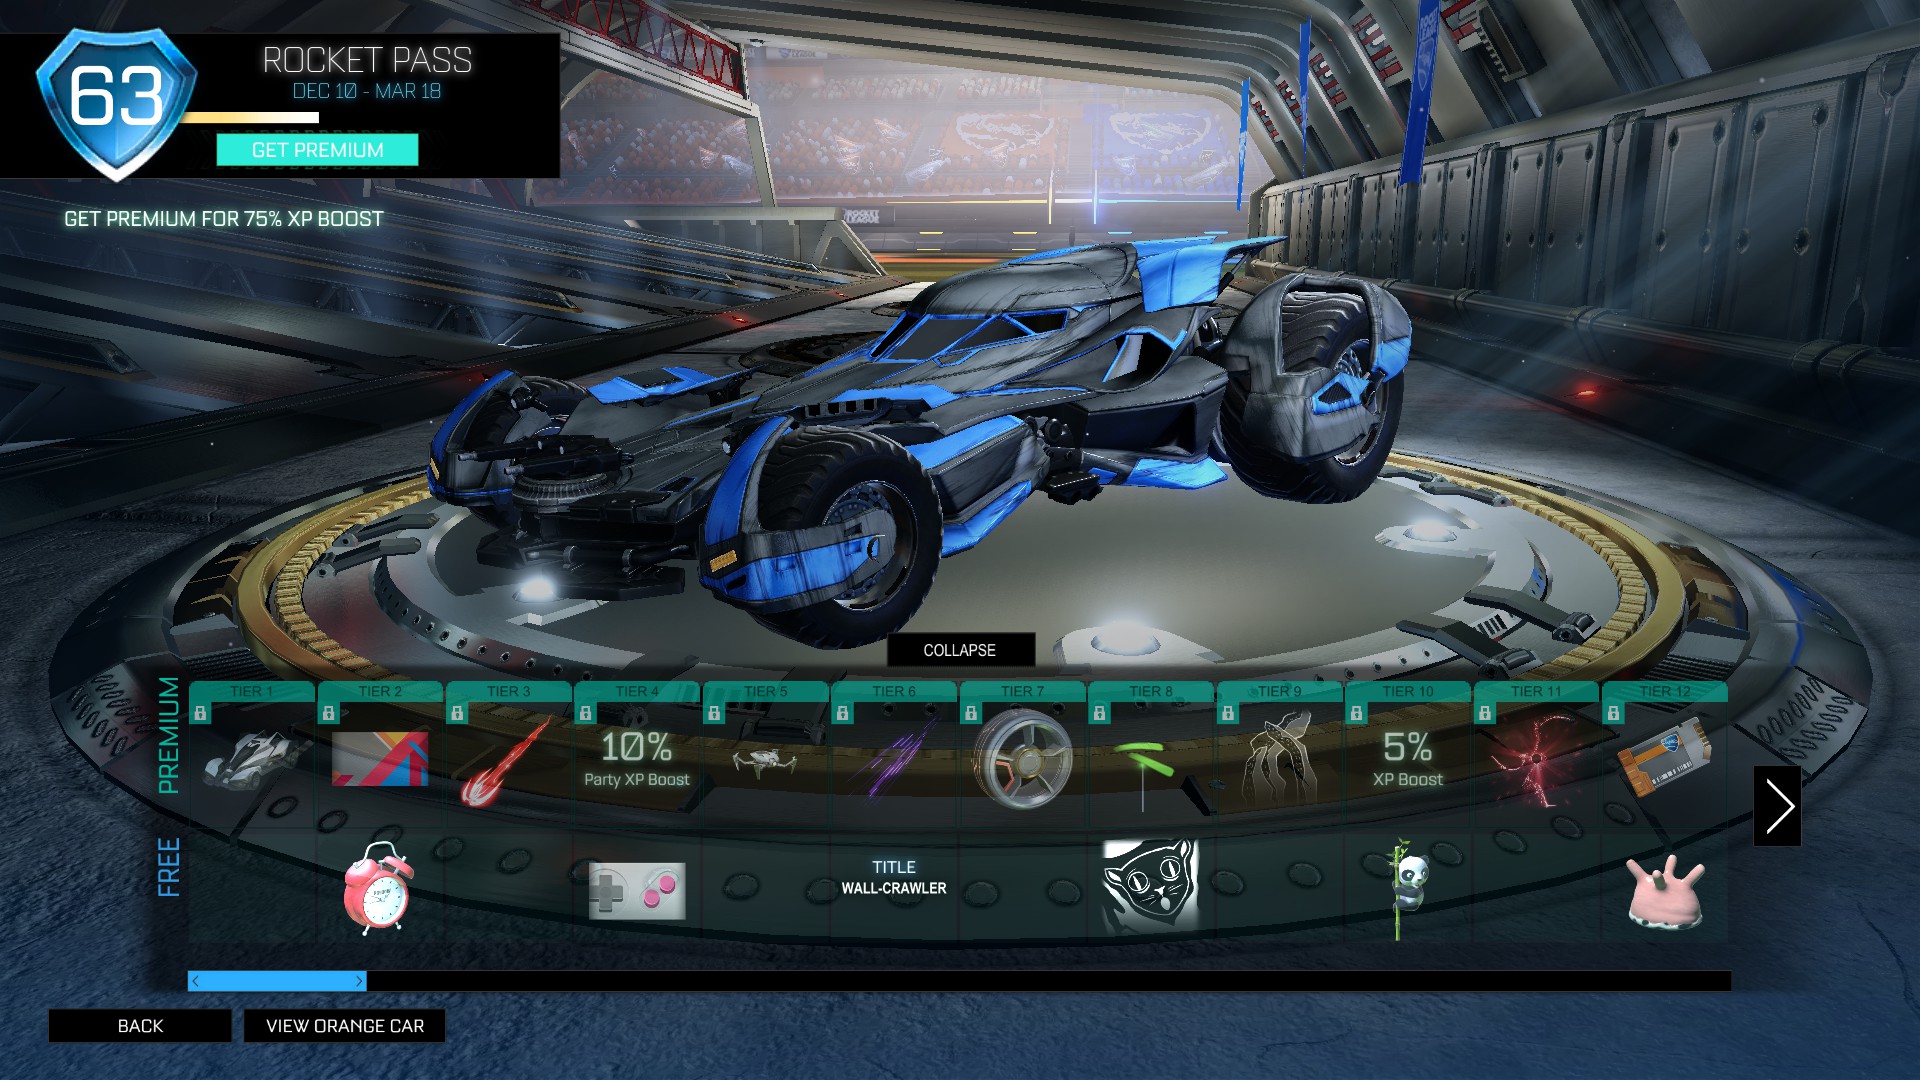 63
ROCKET PASS
DEC 10 - MAR 18
GET PREMIUM
GET PREMIUM FOR 75% XP BOOST
ROCKET
LEAGUE
COLLAPSE
PREMIUM
TIER 1
TIER 2
TIER 3
TIER 4
TIER 5
TIER 6
TIER 7
TIER 8
TIER 9
TIER 10
TIER 11
TIER 12
10%
Party XP Boost
5%
XP Boost
FREE
TITLE
WALL-CRAWLER
BACK
VIEW ORANGE CAR